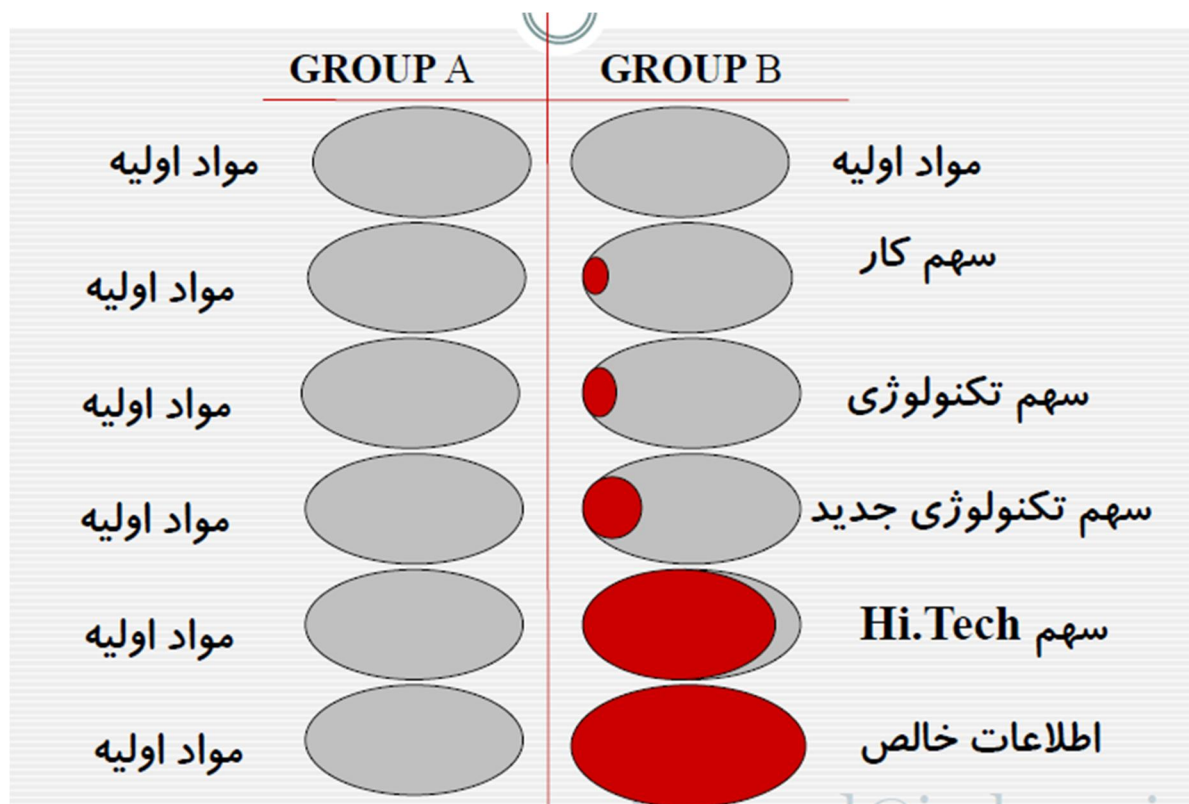 GROUP A GROUP B
مواد اولیه مواد اولیه
سهم کار
مواد اولیه
مواد اولیه سهم تکنولوژی
مواد اولیه سهم تکنولوژی جدید
مواد اولیه سهم Hi.Tech
مواد اولیه اطلاعات خالص